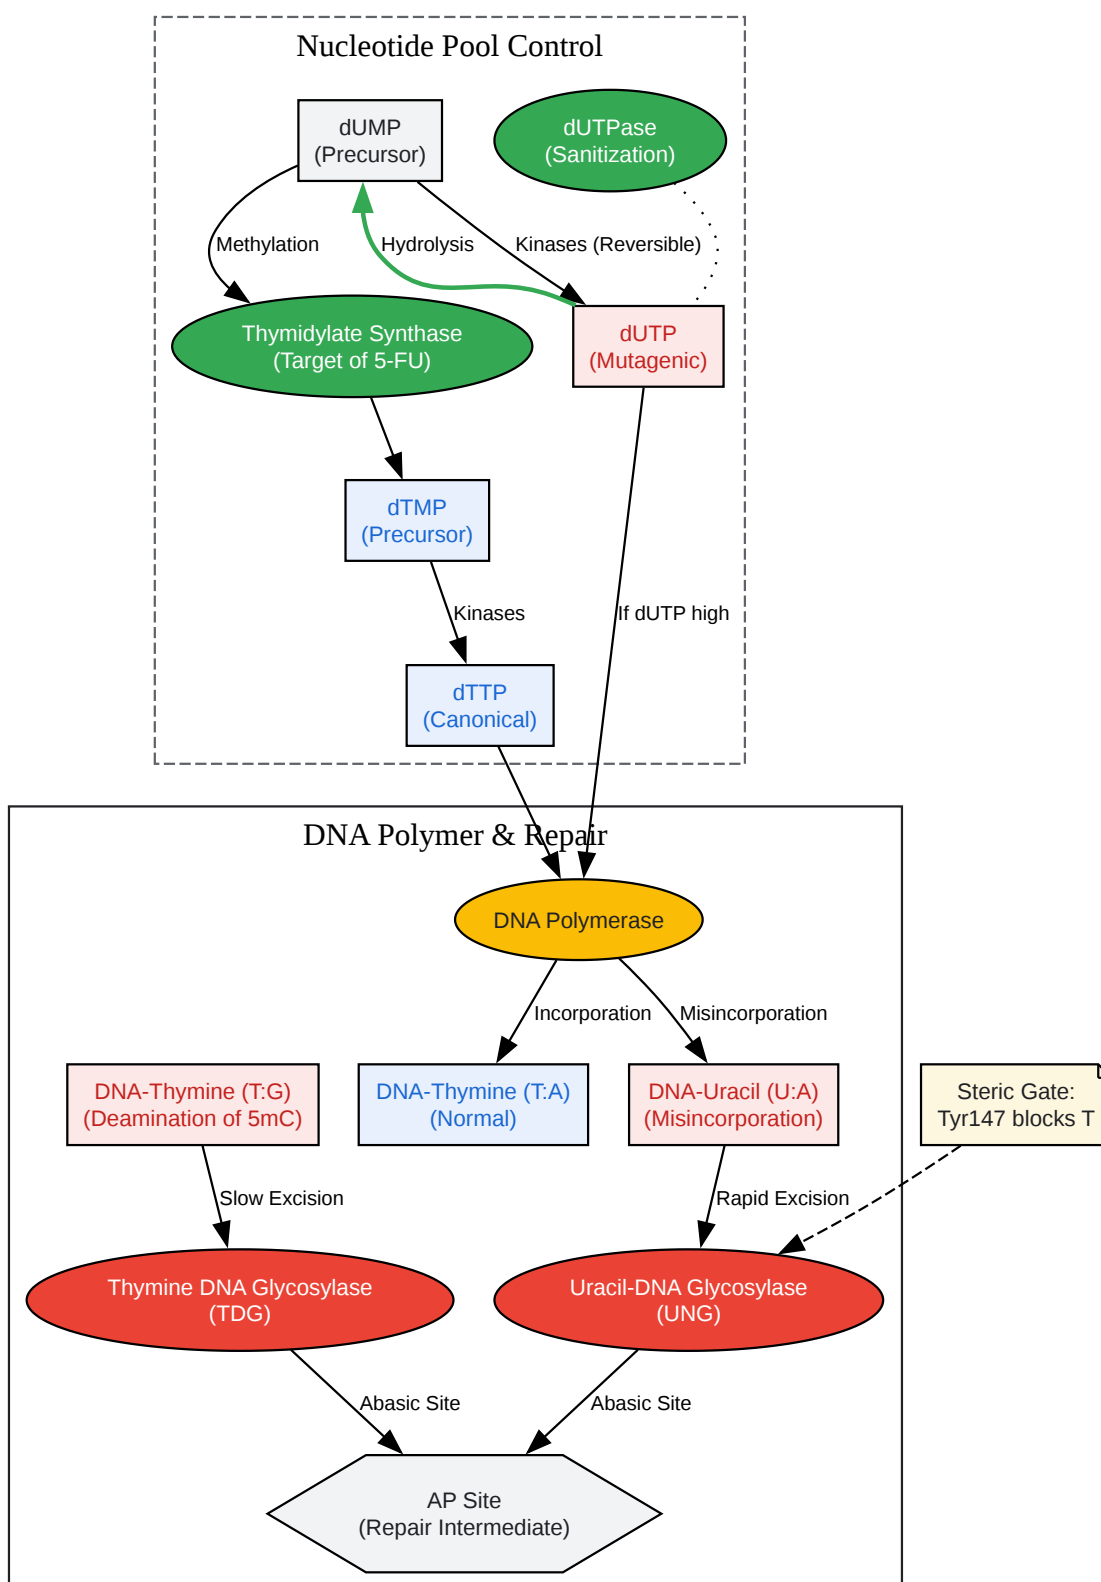 Nucleotide Pool Control
dUMP
(Precursor)
dUTPase
(Sanitization)
Methylation
Hydrolysis
Kinases (Reversible)
Thymidylate Synthase
(Target of 5-FU)
dUTP
(Mutagenic)
dTMP
(Precursor)
Kinases
If dUTP high
dTTP
(Canonical)
DNA Polymer & Repair
DNA Polymerase
Incorporation
Misincorporation
DNA-Thymine (T:G)
(Deamination of 5mC)
DNA-Thymine (T:A)
(Normal)
DNA-Uracil (U:A)
(Misincorporation)
Steric Gate:
Tyr147 blocks T
Slow Excision
Rapid Excision
Thymine DNA Glycosylase
(TDG)
Uracil-DNA Glycosylase
(UNG)
Abasic Site
Abasic Site
AP Site
(Repair Intermediate)